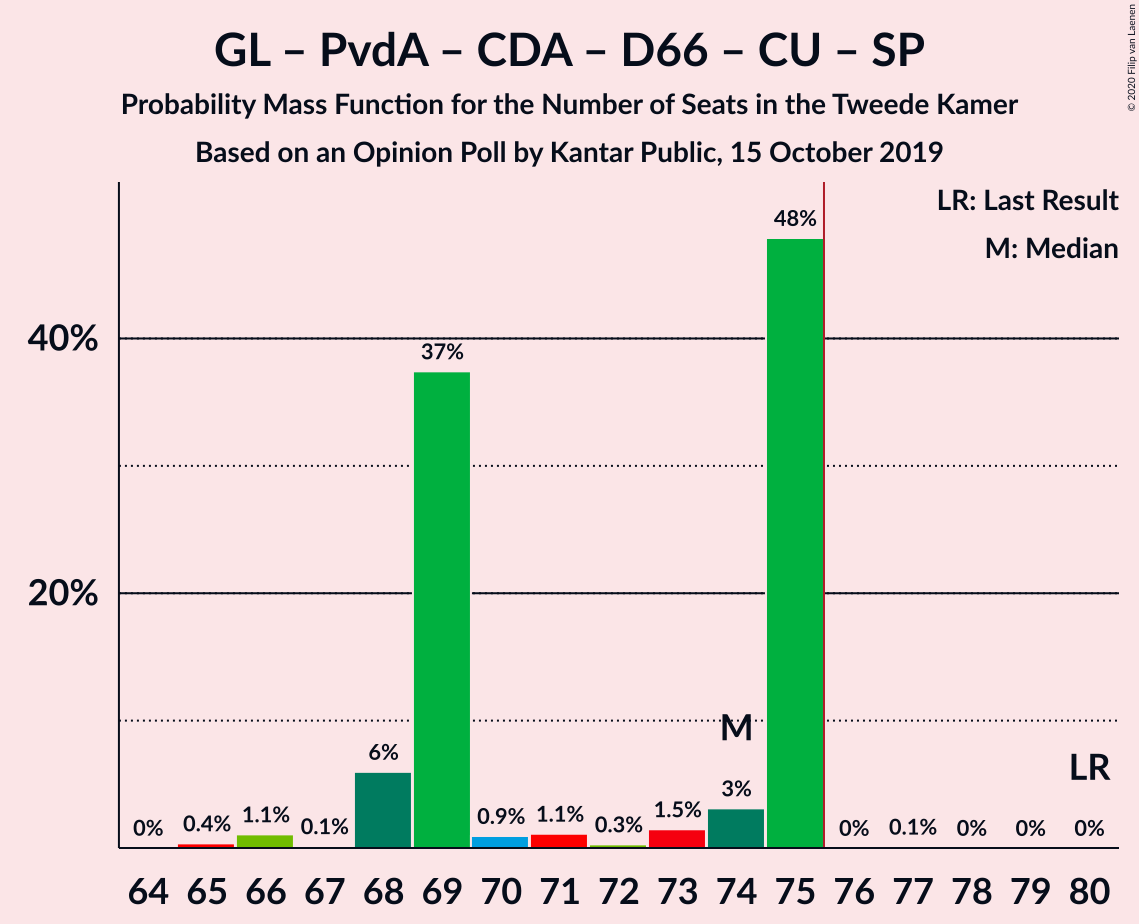 GL – PvdA – CDA – D66 – CU – SP
Probability Mass Function for the Number of Seats in the Tweede Kamer
Based on an Opinion Poll by Kantar Public, 15 October 2019
© 2020 Filip van Laenen
LR: Last Result
M: Median
40%
20%
0%
0.4%
1.1%
0.1%
6%
37%
0.9%
1.1%
0.3%
1.5%
3%
48%
0%
0.1%
0%
0%
0%
M
LR
64 65 66 67 68 69 70 71 72 73 74 75 76 77 78 79 80